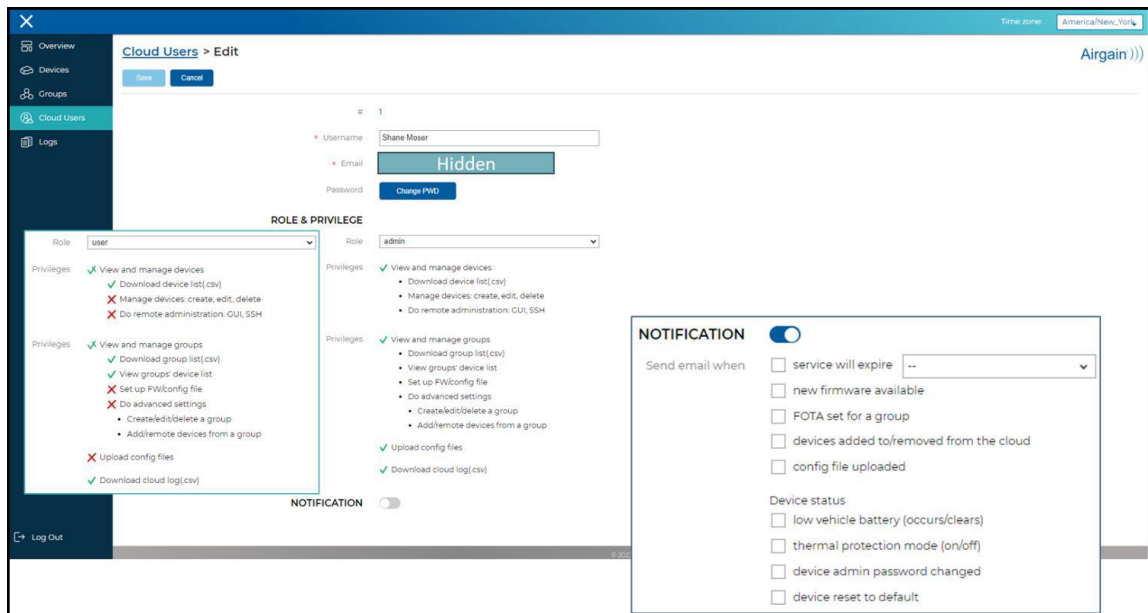 Time zone: America/New_York
Overview
Devices
Groups
Cloud Users
Logs
Log Out
Cloud Users > Edit
Airgain
Save Cancel
# 1
* Username Shane Moser
* Email Hidden
Password Change PWD
ROLE & PRIVILEGE
Role user
Privileges View and manage devices
Download device list(.csv)
Manage devices: create, edit, delete
Do remote administration: GUI, SSH
Privileges View and manage groups
Download group list(.csv)
View groups' device list
Set up FW/config file
Do advanced settings
• Create/edit/delete a group
• Add/remote devices from a group
Upload config files
Download cloud log(.csv)
Role admin
Privileges View and manage devices
• Download device list(.csv)
• Manage devices: create, edit, delete
• Do remote administration: GUI, SSH
Privileges View and manage groups
• Download group list(.csv)
• View groups' device list
• Set up FW/config file
• Do advanced settings
• Create/edit/delete a group
• Add/remote devices from a group
Upload config files
Download cloud log(.csv)
NOTIFICATION
NOTIFICATION
Send email when service will expire --
new firmware available
FOTA set for a group
devices added to/removed from the cloud
config file uploaded
Device status
low vehicle battery (occurs/clears)
thermal protection mode (on/off)
device admin password changed
device reset to default